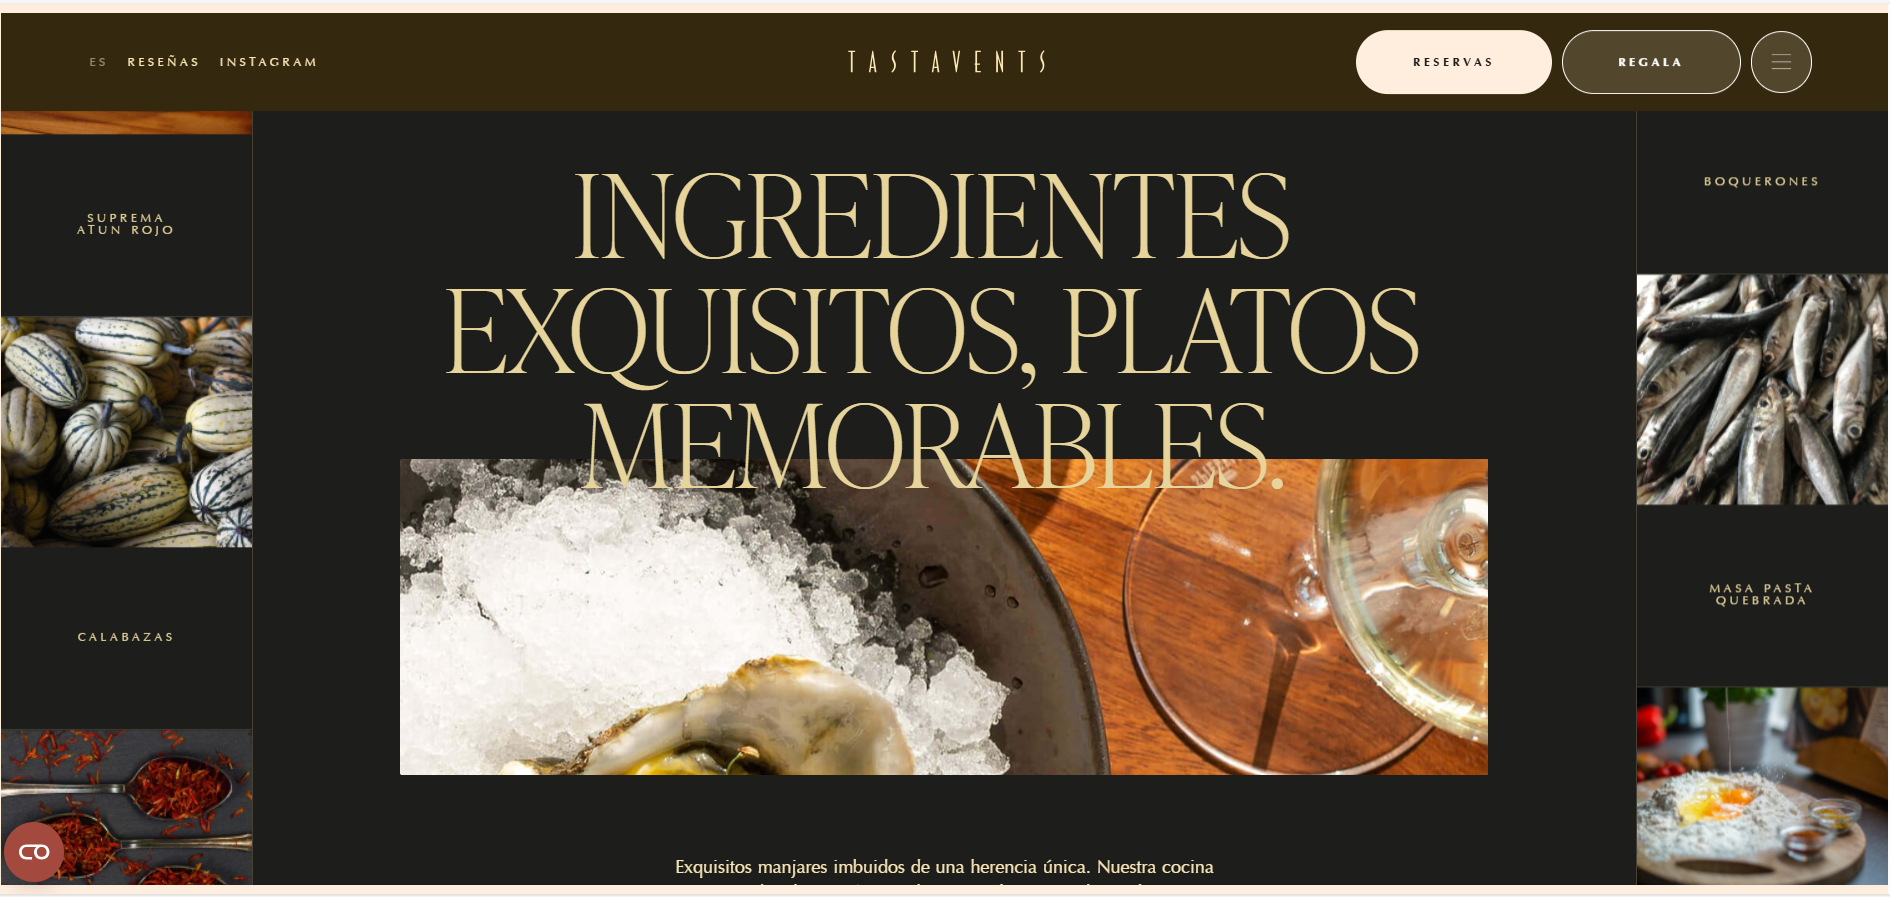 ES RESEÑAS INSTAGRAM
TASTAVENTS
RESERVAS
REGALA
SUPREMA
ATUN ROJO
CALABAZAS
INGREDIENTES
EXQUISITOS, PLATOS
MEMORABLES.
Exquisitos manjares imbuidos de una herencia única. Nuestra cocina
BOQUERONES
MASA PASTA
QUEBRADA